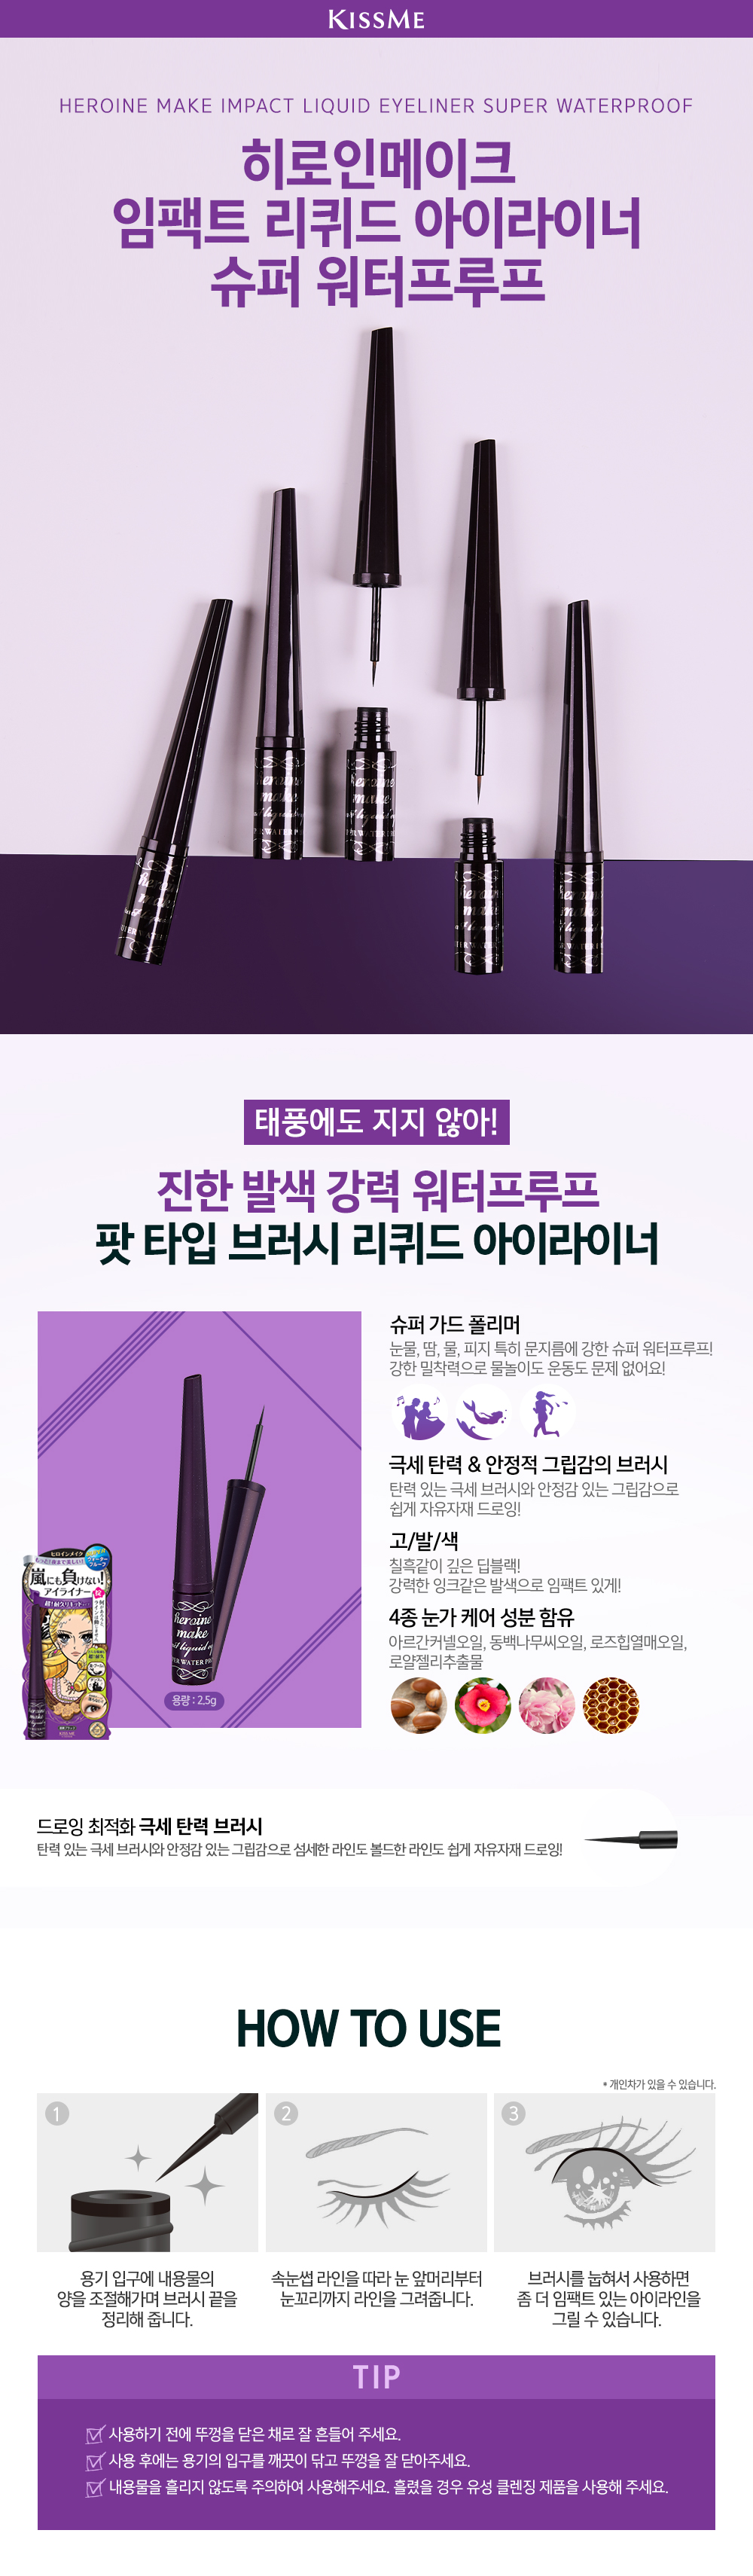 KISSME
HEROINE MAKE IMPACT LIQUID EYELINER SUPER WATERPROOF
히로인메이크
임팩트 리퀴드 아이라이너
슈퍼 워터프루프
heroine
make
태풍에도 지지 않아!
진한 발색 강력 워터프루프
팟 타입 브러시 리퀴드 아이라이너
슈퍼 가드 폴리머
눈물, 땀, 물, 피지 특히 문지름에 강한 슈퍼 워터프루프!
강한 밀착력으로 물놀이도 운동도 문제 없어요!
극세 탄력 & 안정적 그립감의 브러시
탄력 있는 극세 브러시와 안정감 있는 그립감으로
쉽게 자유자재 드로잉!
고/발/색
칠흑같이 깊은 딥블랙!
강력한 잉크같은 발색으로 임팩트 있게!
4종 눈가 케어 성분 함유
아르간커넬오일, 동백나무씨오일, 로즈힙열매오일,
로얄젤리추출물
heroine
make
용량 : 2.5g
ヒロインメイク
嵐にも負けない!
アイライナー
드로잉 최적화 극세 탄력 브러시
탄력 있는 극세 브러시와 안정감 있는 그립감으로 섬세한 라인도 볼드한 라인도 쉽게 자유자재 드로잉!
HOW TO USE
* 개인차가 있을 수 있습니다.
1
용기 입구에 내용물의
양을 조절해가며 브러시 끝을
정리해 줍니다.
2
속눈썹 라인을 따라 눈 앞머리부터
눈꼬리까지 라인을 그려줍니다.
3
브러시를 눕혀서 사용하면
좀 더 임팩트 있는 아이라인을
그릴 수 있습니다.
TIP
사용하기 전에 뚜껑을 닫은 채로 잘 흔들어 주세요.
사용 후에는 용기의 입구를 깨끗이 닦고 뚜껑을 잘 닫아주세요.
내용물을 흘리지 않도록 주의하여 사용해주세요. 흘렸을 경우 유성 클렌징 제품을 사용해 주세요.